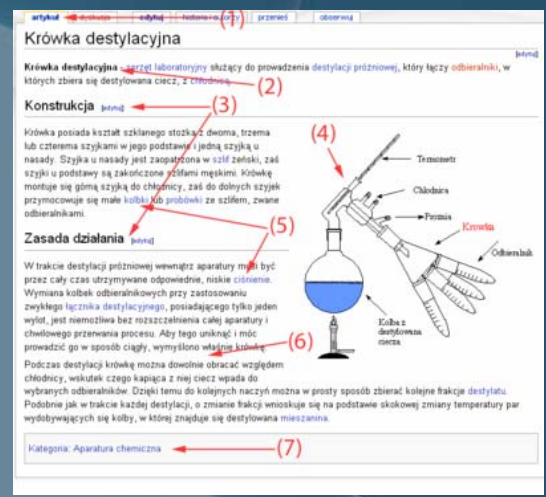 artykuł dyskusja edytuj historia i autorzy przenieś obserwuj
(1)
Krówka destylacyjna
[edytuj]
Krówka destylacyjna - sprzęt laboratoryjny służący do prowadzenia destylacji próżniowej, który łączy odbieralniki, w
których zbiera się destylowana ciecz, z chłodnicą.
(2)
Konstrukcja [edytuj]
(3)
Krówka posiada kształt szklanego stożka z dwoma, trzema
lub czterema szyjkami w jego podstawie i jedną szyjką u
nasady. Szyjka u nasady jest zaopatrzona w szlif żeński, zaś
szyjki u podstawy są zakończone szlifami męskimi. Krówkę
montuje się górną szyjką do chłodnicy, zaś do dolnych szyjek
przymocowuje się małe kolbki lub probówki ze szlifem, zwane
odbieralnikami.
(4)
Termometr
Chłodnica
Proznia
Krowka
Odbieralnik
Kolba z
destylowana
ciecza
(5)
Zasada działania [edytuj]
W trakcie destylacji próżniowej wewnątrz aparatury musi być
przez cały czas utrzymywane odpowiednie, niskie ciśnienie.
Wymiana kolbek odbieralnikowych przy zastosowaniu
zwykłego łącznika destylacyjnego, posiadającego tylko jeden
wylot, jest niemożliwa bez rozszczelnienia całej aparatury i
chwilowego przerwania procesu. Aby tego uniknąć i móc
prowadzić go w sposób ciągły, wymyślono właśnie krówkę.
(6)
Podczas destylacji krówkę można dowolnie obracać względem
chłodnicy, wskutek czego kapiąca z niej ciecz wpada do
wybranych odbieralników. Dzięki temu do kolejnych naczyń można w prosty sposób zbierać kolejne frakcje destylatu.
Podobnie jak w trakcie każdej destylacji, o zmianie frakcji wnioskuje się na podstawie skokowej zmiany temperatury par
wydobywających się kolby, w której znajduje się destylowana mieszanina.
Kategoria: Aparatura chemiczna
(7)